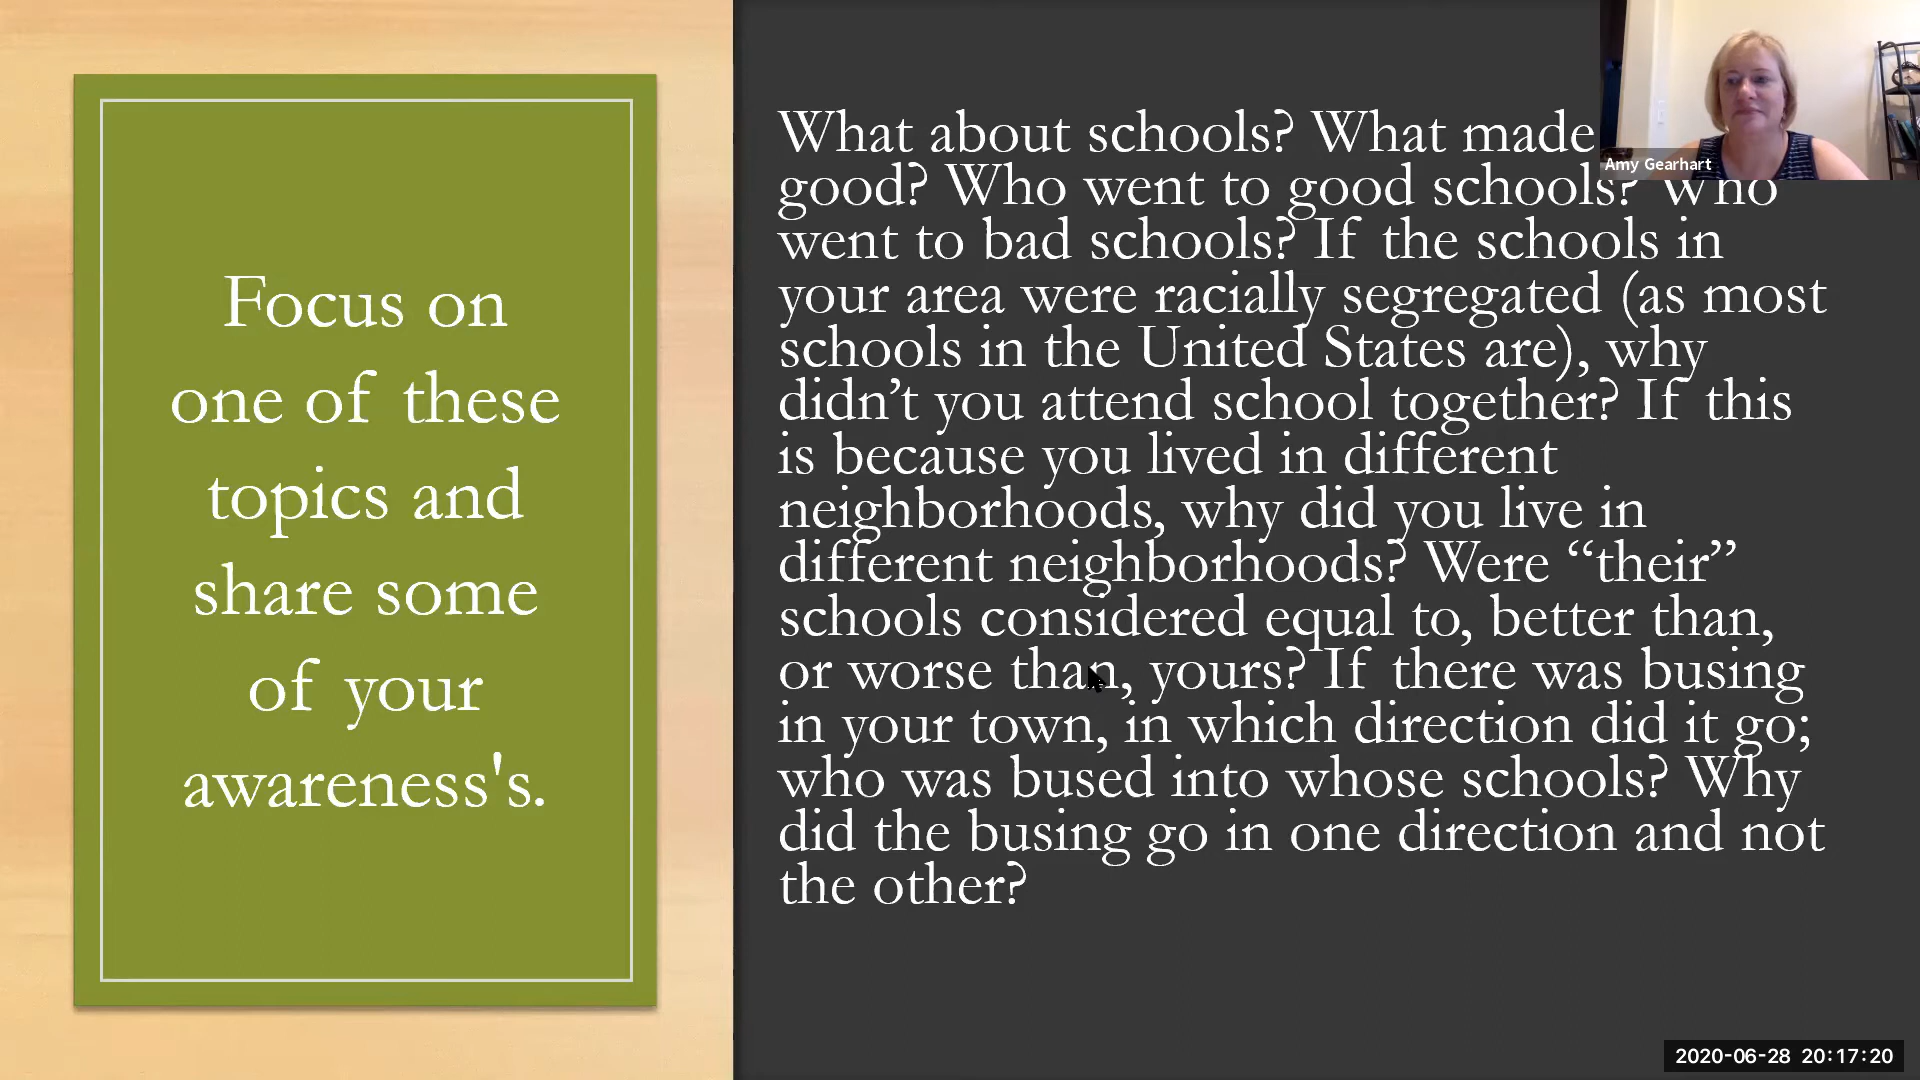 Focus on
one of these
topics and
share some
of your
awareness's.
What about schools? What made
good? Who went to good schools? Who
went to bad schools? If the schools in
your area were racially segregated (as most
schools in the United States are), why
didn’t you attend school together? If this
is because you lived in different
neighborhoods, why did you live in
different neighborhoods? Were “their”
schools considered equal to, better than,
or worse than, yours? If there was busing
in your town, in which direction did it go;
who was bused into whose schools? Why
did the busing go in one direction and not
the other?
Amy Gearhart
2020-06-28 20:17:20